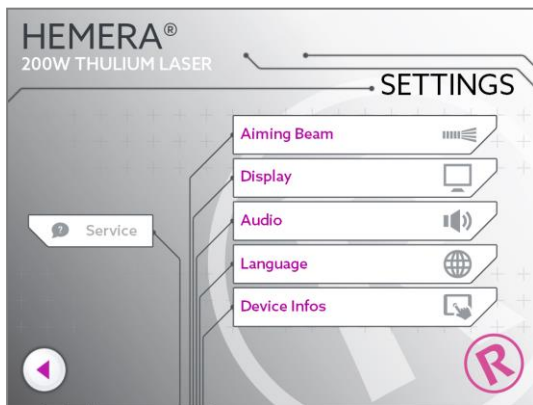 HEMERA®
200W THULIUM LASER
SETTINGS
Aiming Beam
Display
Audio
Service
Language
Device Infos
R